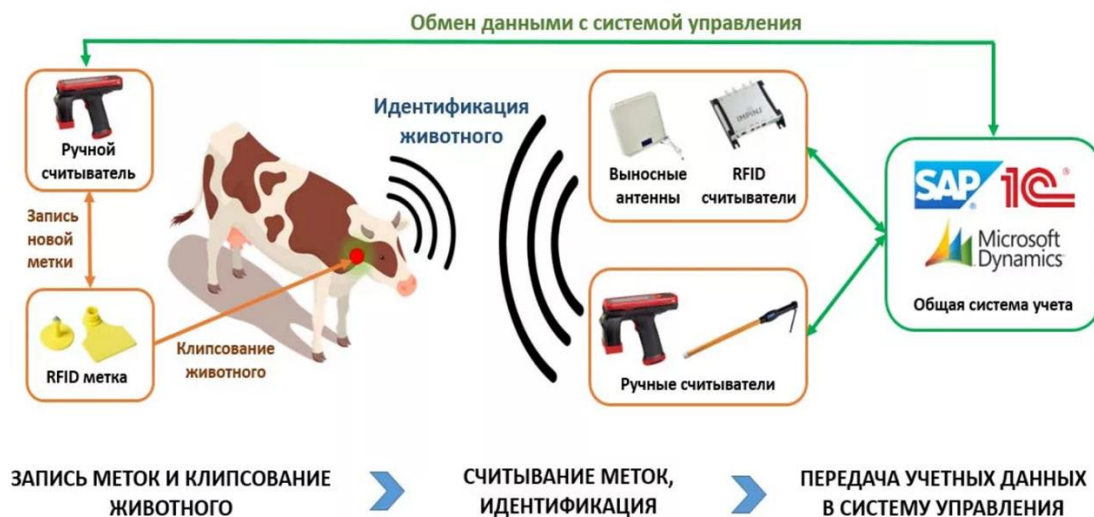 Обмен данными с системой управления
Ручной
считыватель
Запись
новой
метки
RFID метка
Клипсование
животного
Идентификация
животного
Выносные
антенны
IMPINJ
RFID
считыватели
Ручные считыватели
SAP®
1С®
Microsoft
Dynamics
Общая система учета
ЗАПИСЬ МЕТОК И КЛИПСОВАНИЕ
ЖИВОТНОГО
СЧИТЫВАНИЕ МЕТОК,
ИДЕНТИФИКАЦИЯ
ПЕРЕДАЧА УЧЕТНЫХ ДАННЫХ
В СИСТЕМУ УПРАВЛЕНИЯ